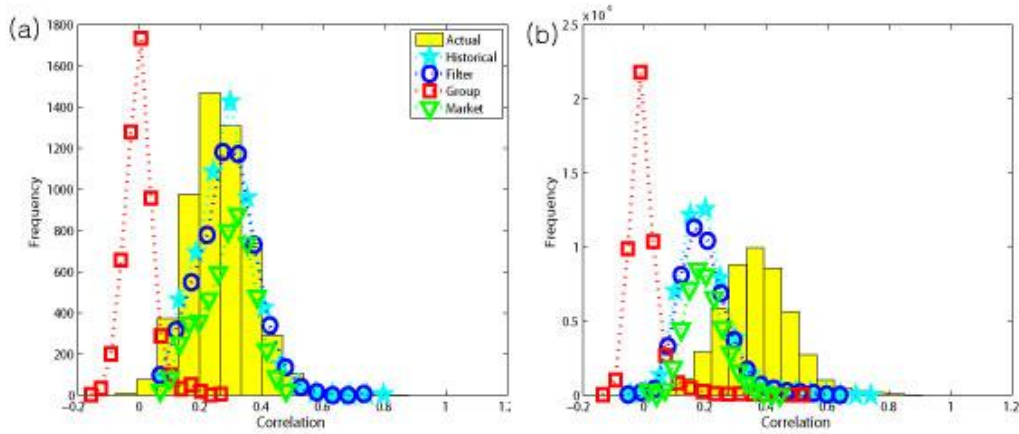 (a)
1800
1600
1400
1200
1000
800
600
400
200
0
Frequency
-0.2 0 0.2 0.4 0.6 0.8 1 1.2
Correlation
Actual
Historical
Filter
Group
Market
(b)
x 10⁴
2.5
2
1.5
1
0.5
0
Frequency
-0.2 0 0.2 0.4 0.6 0.8 1 1.2
Correlation